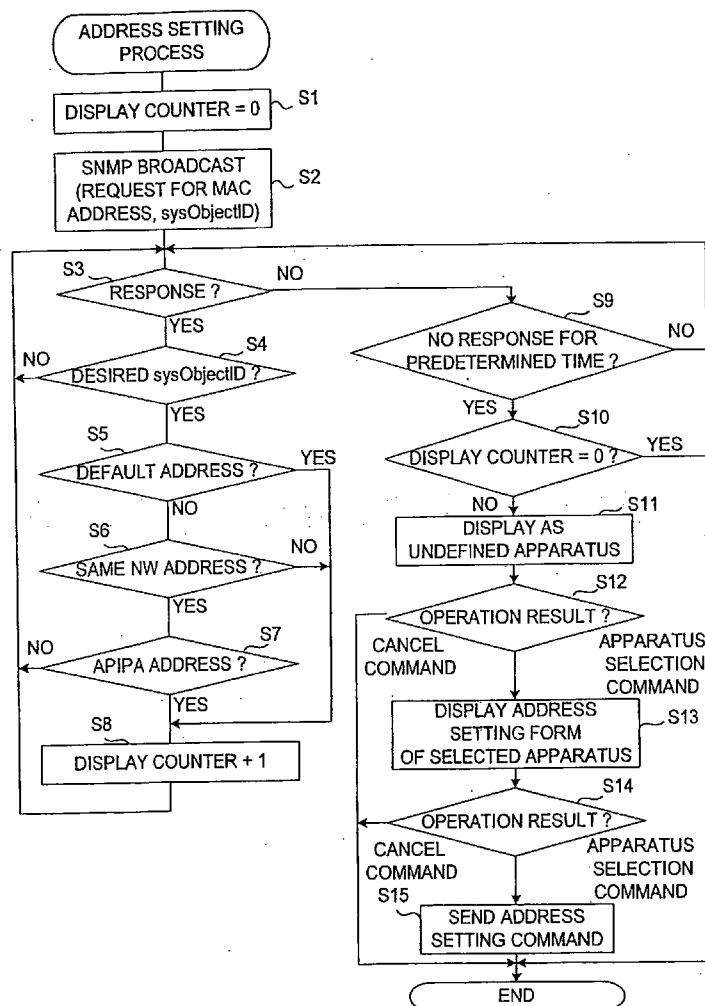 ADDRESS SETTING
PROCESS
S1
DISPLAY COUNTER = 0
S2
SNMP BROADCAST
(REQUEST FOR MAC
ADDRESS, sysObjectID)
S3
RESPONSE ?
NO
YES
S4
NO
DESIRED sysObjectID ?
YES
S5
DEFAULT ADDRESS ?
YES
NO
S6
SAME NW ADDRESS ?
NO
YES
S7
NO
APIPA ADDRESS ?
YES
S8
DISPLAY COUNTER + 1
S9
NO RESPONSE FOR
PREDETERMINED TIME ?
NO
YES
S10
DISPLAY COUNTER = 0 ?
YES
NO
S11
DISPLAY AS
UNDEFINED APPARATUS
S12
OPERATION RESULT ?
CANCEL
COMMAND
APPARATUS
SELECTION
COMMAND
DISPLAY ADDRESS
SETTING FORM
OF SELECTED APPARATUS
S13
S14
OPERATION RESULT ?
CANCEL
COMMAND
APPARATUS
SELECTION
COMMAND
S15
SEND ADDRESS
SETTING COMMAND
END